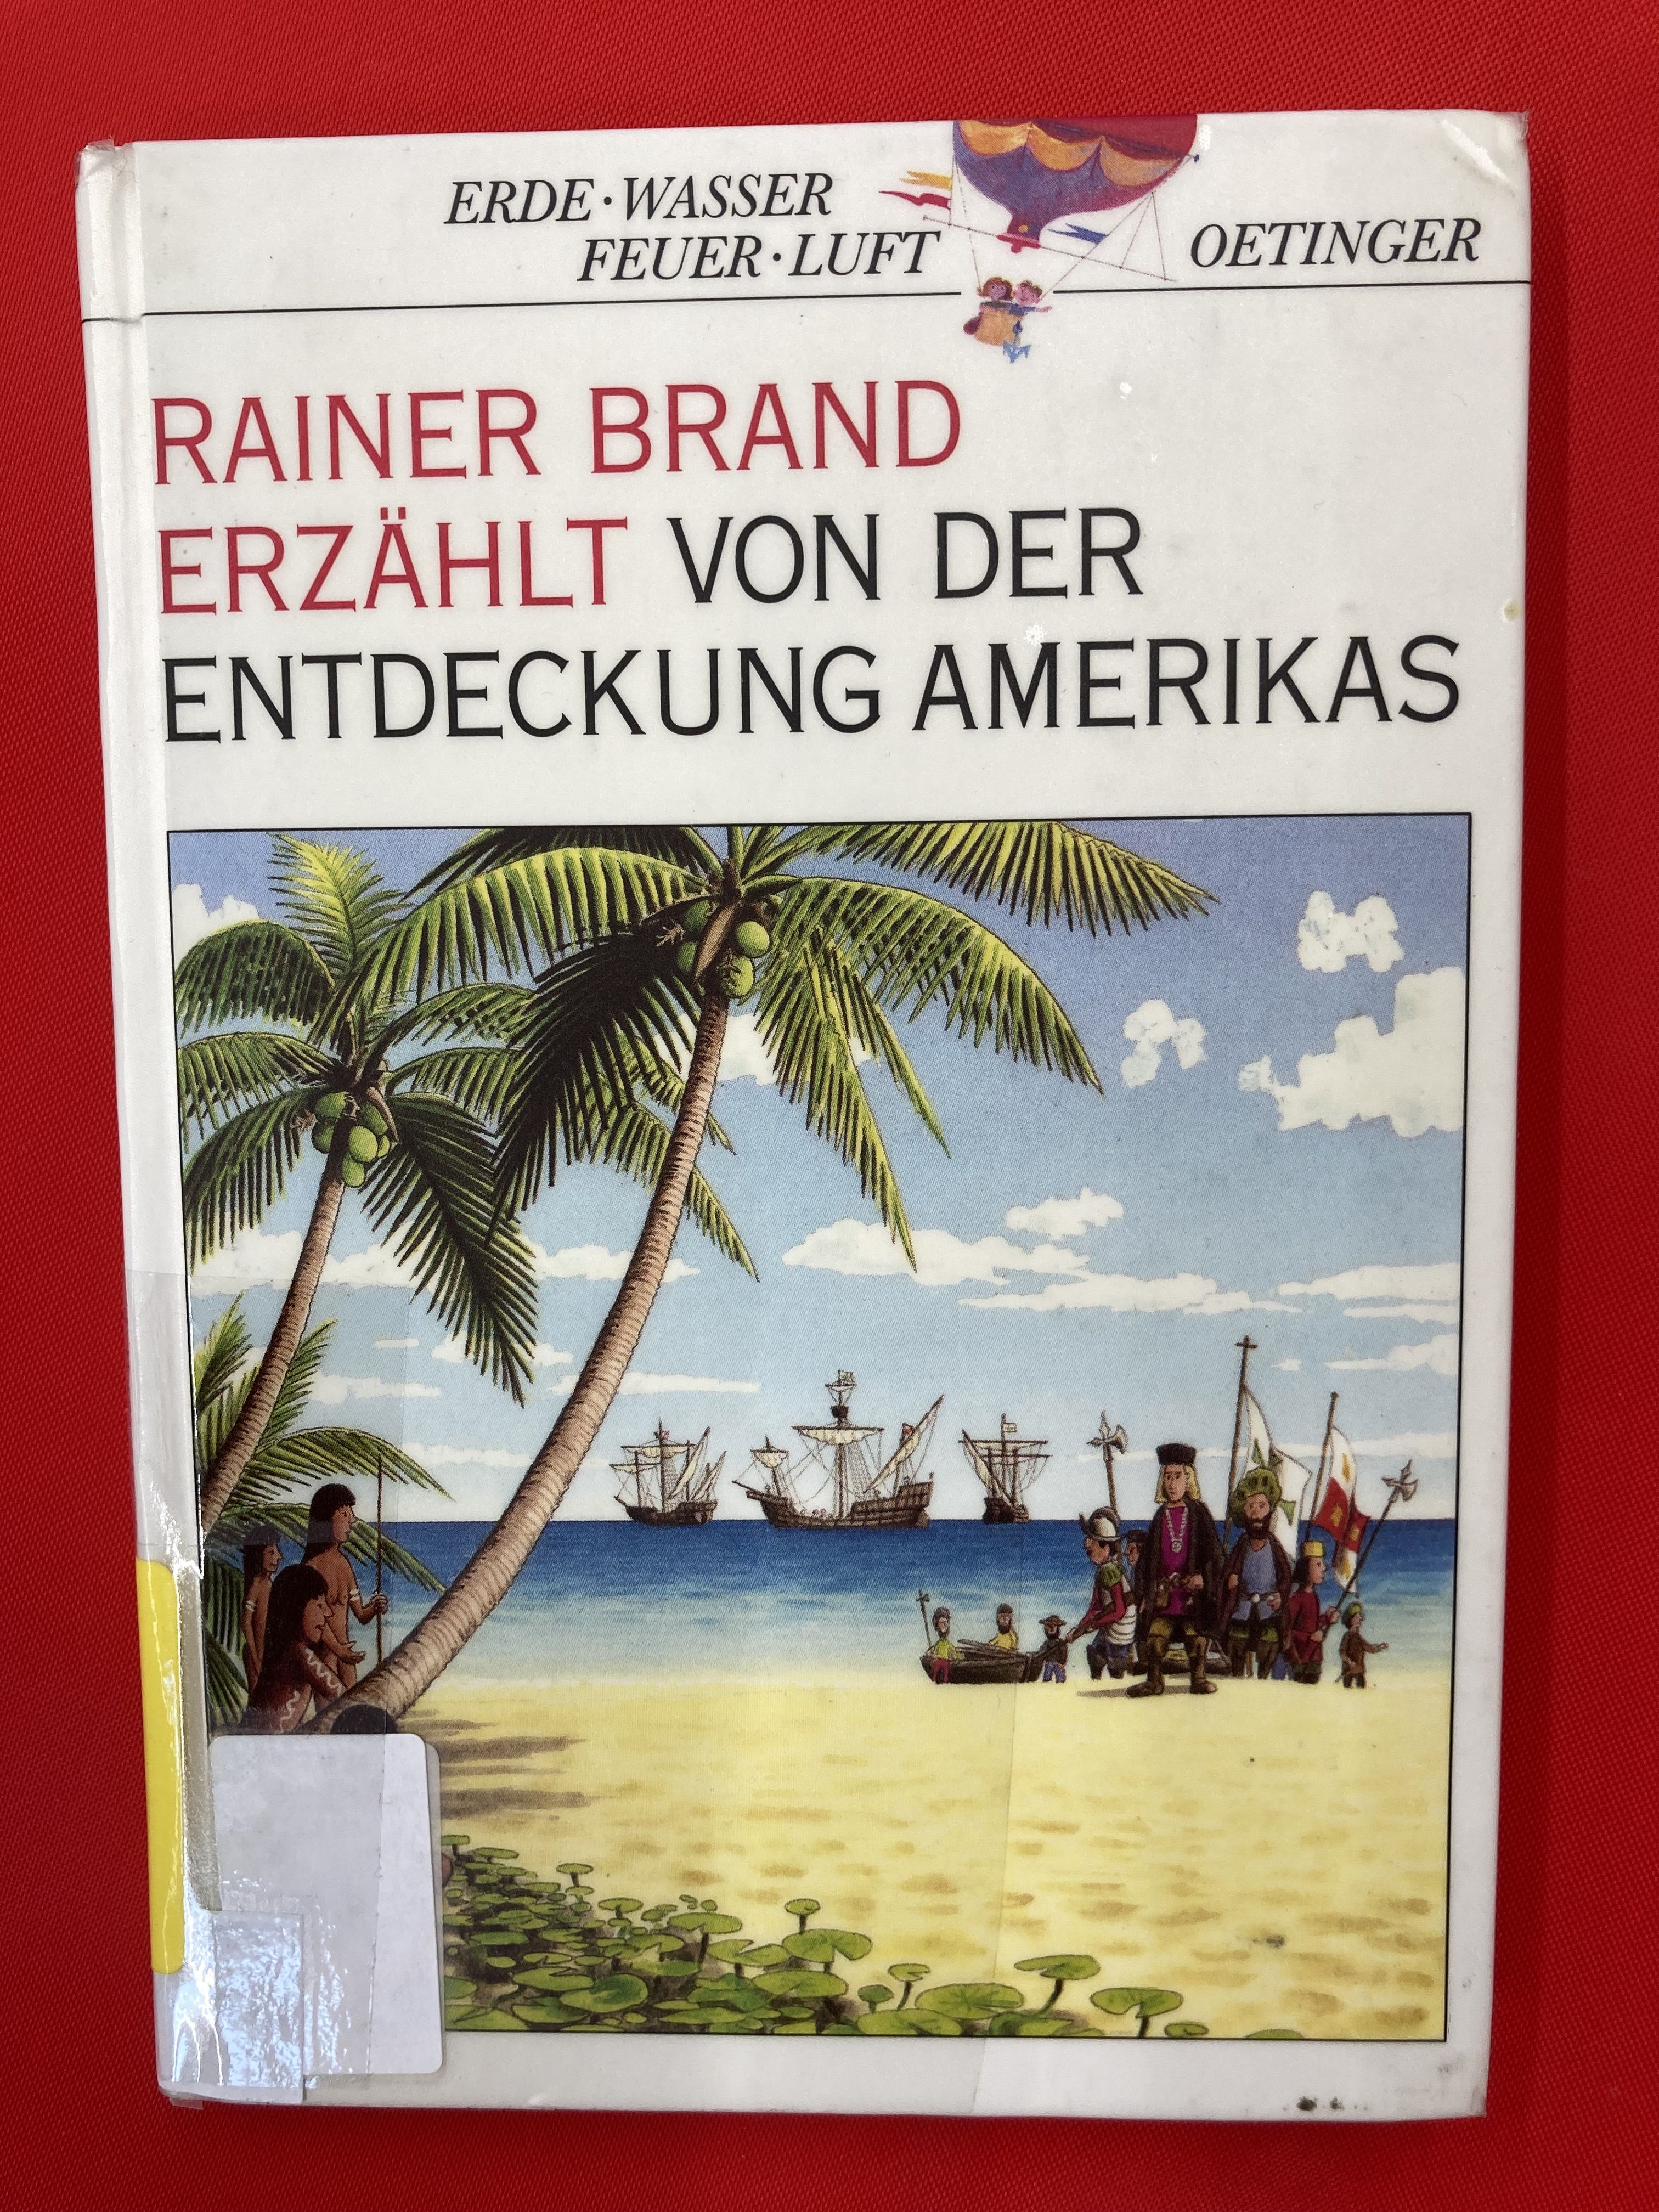 ERDE · WASSER
FEUER · LUFT
OETINGER
RAINER BRAND
ERZÄHLT VON DER
ENTDECKUNG AMERIKAS